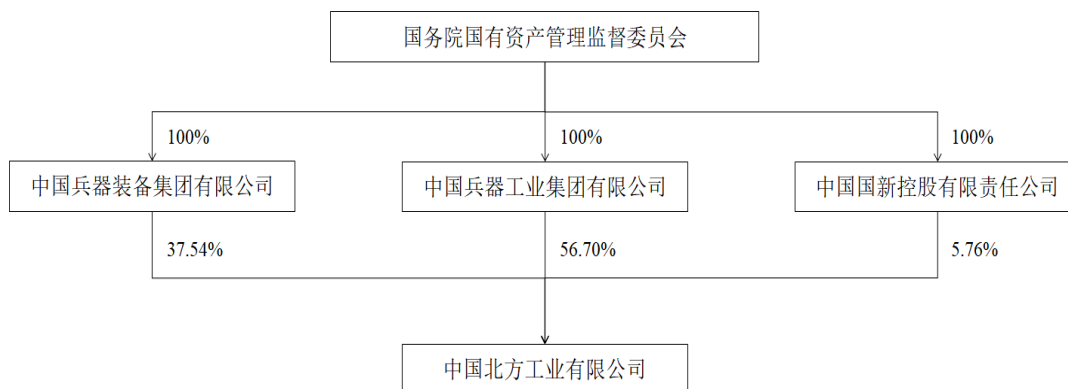 国务院国有资产管理监督委员会
100%
100%
100%
中国兵器装备集团有限公司
中国兵器工业集团有限公司
中国国新控股有限责任公司
37.54%
56.70%
5.76%
中国北方工业有限公司